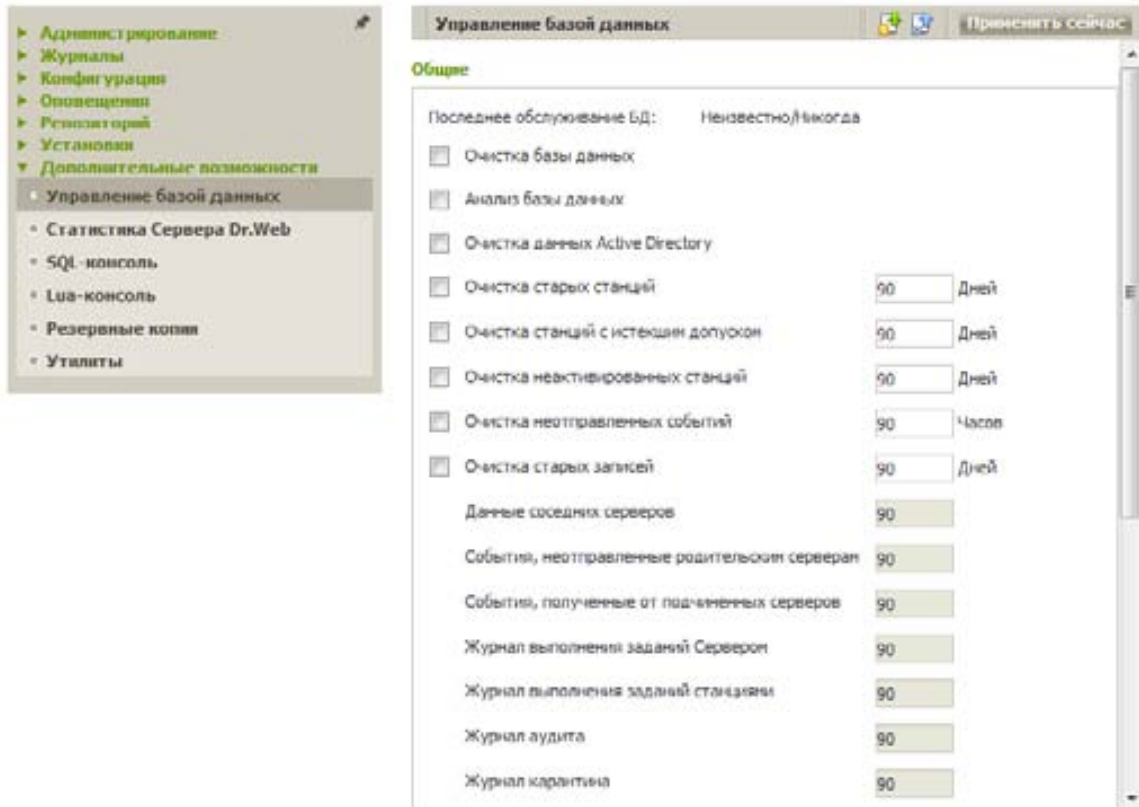 Администрирование
Журналы
Конфигурация
Оповещения
Репозиторий
Установки
Дополнительные возможности
Управление базой данных
Статистика Сервера Dr.Web
SQL-консоль
Lua-консоль
Резервные копии
Утилиты
Управление базой данных Применить сейчас
Общие
Последнее обслуживание БД: Неизвестно/Никогда
Очистка базы данных
Анализ базы данных
Очистка данных Active Directory
Очистка старых станций 90 Дней
Очистка станций с истекшим допуском 90 Дней
Очистка неактивированных станций 90 Дней
Очистка неотправленных событий 90 Часов
Очистка старых записей 90 Дней
Данные соседних серверов 90
События, неотправленные родительским серверам 90
События, полученные от подчиненных серверов 90
Журнал выполнения заданий Сервером 90
Журнал выполнения заданий станциями 90
Журнал аудита 90
Журнал карантина 90